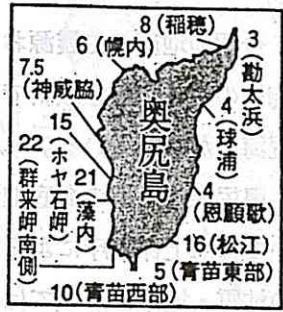 8(稲穂)
6(幌内)
3(勘太浜)
7.5
(神威脇)
奥尻島
4(球浦)
15(ホヤ石岬)
22(群来岬南側)
21(藻内)
4(恩顧歌)
16(松江)
5(青苗東部)
10(青苗西部)